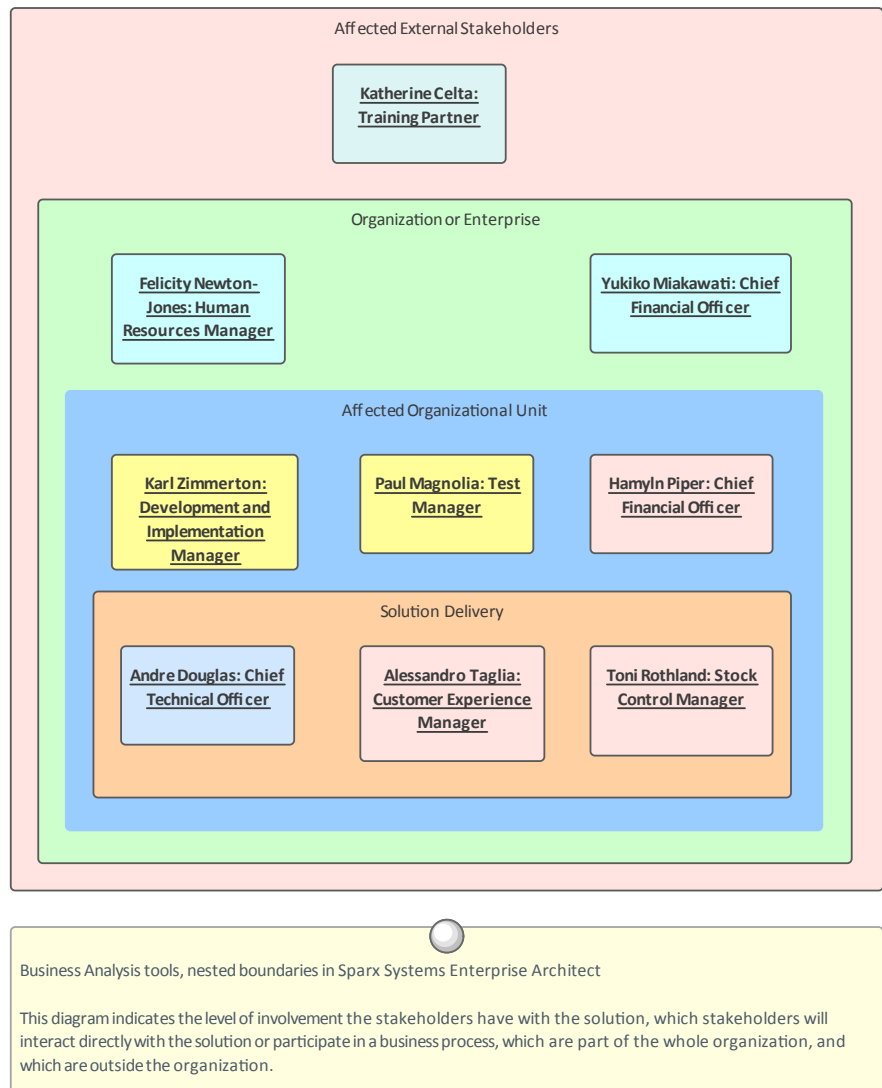 Affected External Stakeholders
Katherine Celta:
Training Partner
Organization or Enterprise
Felicity Newton-
Jones: Human
Resources Manager
Yukiko Miakawati: Chief
Financial Officer
Affected Organizational Unit
Karl Zimmerton:
Development and
Implementation
Manager
Paul Magnolia: Test
Manager
Hamyln Piper: Chief
Financial Officer
Solution Delivery
Andre Douglas: Chief
Technical Officer
Alessandro Taglia:
Customer Experience
Manager
Toni Rothland: Stock
Control Manager
Business Analysis tools, nested boundaries in Sparx Systems Enterprise Architect
This diagram indicates the level of involvement the stakeholders have with the solution, which stakeholders will
interact directly with the solution or participate in a business process, which are part of the whole organization, and
which are outside the organization.